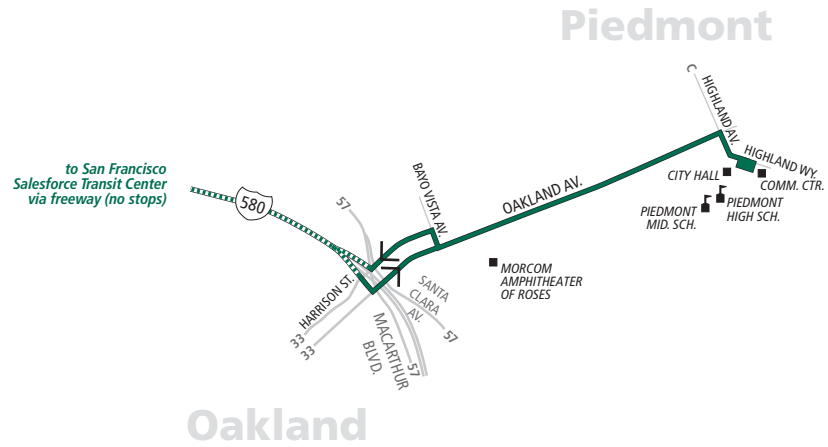 Piedmont
C
HIGHLAND AV.
HIGHLAND WY.
CITY HALL
COMM. CTR.
PIEDMONT
HIGH SCH.
PIEDMONT
MID. SCH.
to San Francisco
Salesforce Transit Center
via freeway (no stops)
580
57
BAYO VISTA AV.
OAKLAND AV.
MORCOM
AMPHITHEATER
OF ROSES
HARRISON ST.
SANTA
CLARA
AV.
57
33
33
MACARTHUR
BLVD.
57
Oakland